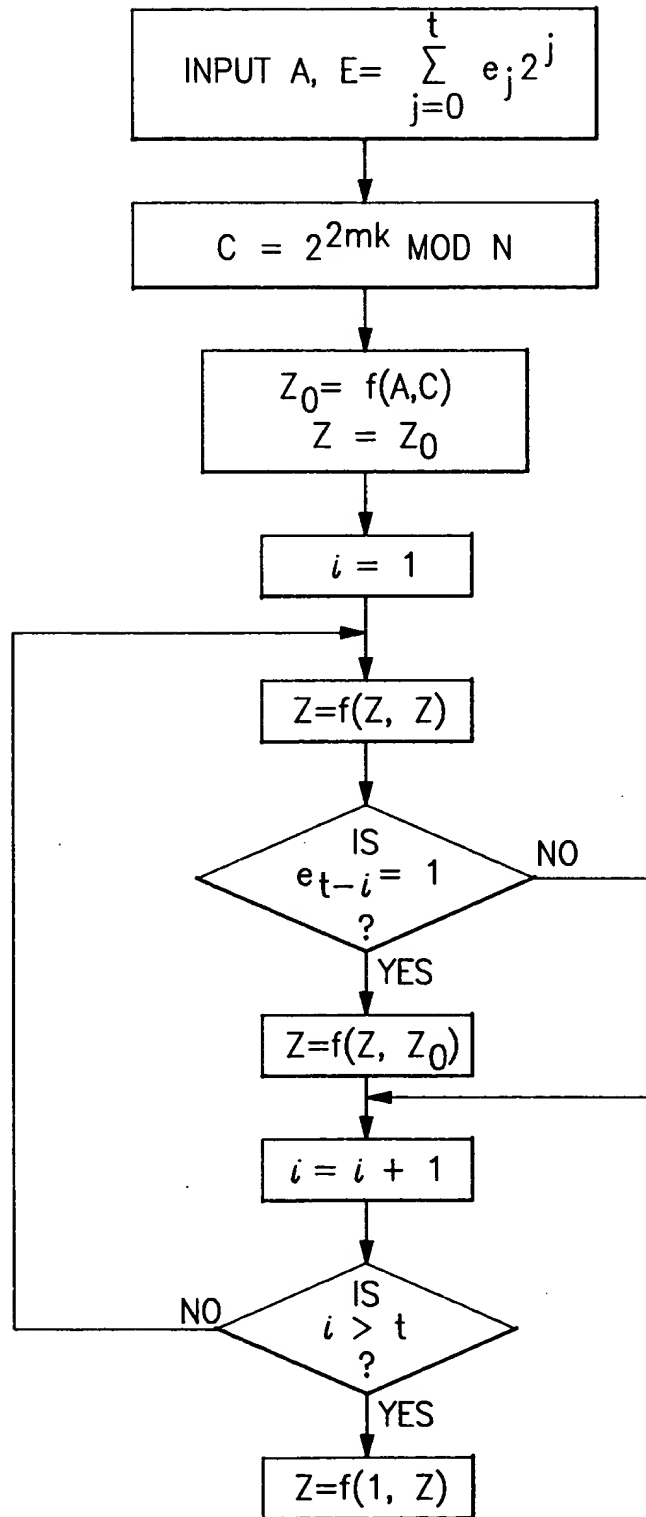 INPUT A, E= t∑j=0 e_j 2^j
C = 2^2mk MOD N
Z_0 = f(A,C)
Z = Z_0
i = 1
Z=f(Z, Z)
IS
e_t-i = 1
?
NO
YES
Z=f(Z, Z_0)
i = i + 1
IS
i > t
?
NO
YES
Z=f(1, Z)